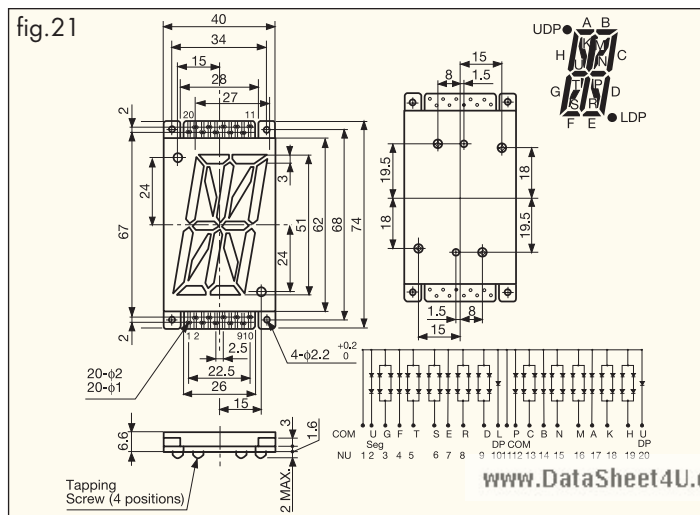 fig.21
40
34
15
28
27
20 11
2
67
24
2
3
51
62
68
74
24
1 2 910
2.5
22.5
26
15
20-φ2
20-φ1
4-φ2.2 +0.2 0
15
8 1.5
19.5
18
18
19.5
1.5 8
15
UDP A B
H K M N C
U
G T P D
S R
F E LDP
6.6
3
1.6
2 MAX.
Tapping
Screw (4 positions)
COM U G F T S E R D L P C B N M A K H U
Seg DP COM DP
NU 1 2 3 4 5 6 7 8 9 10 11 12 13 14 15 16 17 18 19 20
www.DataSheet4U.c